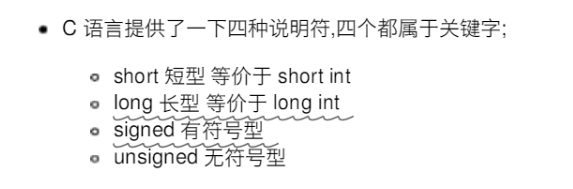 C 语言提供了一下四种说明符,四个都属于关键字;
short 短型 等价于 short int
long 长型 等价于 long int
signed 有符号型
unsigned 无符号型